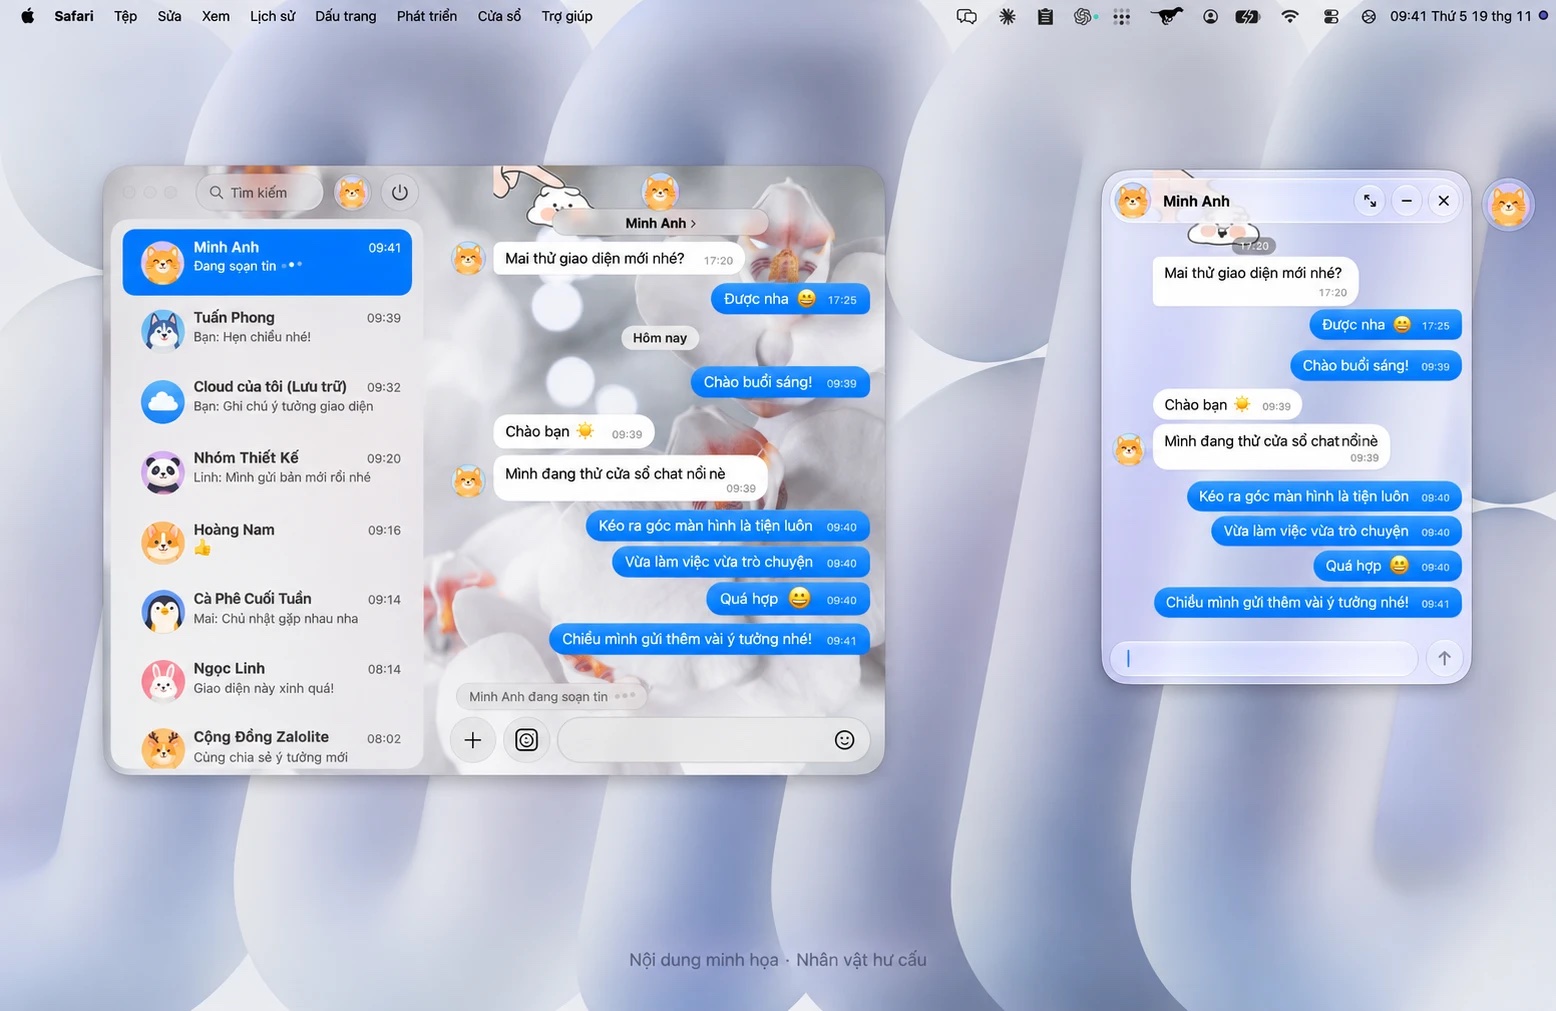 Safari Tệp Sửa Xem Lịch sử Dấu trang Phát triển Cửa sổ Trợ giúp
09:41 Thứ 5 19 thg 11
Tìm kiếm
Minh Anh 09:41
Đang soạn tin
Tuấn Phong 09:39
Bạn: Hẹn chiều nhé!
Cloud của tôi (Lưu trữ) 09:32
Bạn: Ghi chú ý tưởng giao diện
Nhóm Thiết Kế 09:20
Linh: Mình gửi bản mới rồi nhé
Hoàng Nam 09:16
👍
Cà Phê Cuối Tuần 09:14
Mai: Chủ nhật gặp nhau nha
Ngọc Linh 08:14
Giao diện này xinh quá!
Cộng Đồng Zalolite 08:02
Cùng chia sẻ ý tưởng mới
Minh Anh ›
Mai thử giao diện mới nhé? 17:20
Được nha 😀 17:25
Hôm nay
Chào buổi sáng! 09:39
Chào bạn ☀️ 09:39
Mình đang thử cửa sổ chat nổi nè
09:39
Kéo ra góc màn hình là tiện luôn 09:40
Vừa làm việc vừa trò chuyện 09:40
Quá hợp 😀 09:40
Chiều mình gửi thêm vài ý tưởng nhé! 09:41
Minh Anh đang soạn tin
Minh Anh
17:20
Mai thử giao diện mới nhé?
17:20
Được nha 😀 17:25
Chào buổi sáng! 09:39
Chào bạn ☀️ 09:39
Mình đang thử cửa sổ chat nổi nè
09:39
Kéo ra góc màn hình là tiện luôn 09:40
Vừa làm việc vừa trò chuyện 09:40
Quá hợp 😀 09:40
Chiều mình gửi thêm vài ý tưởng nhé! 09:41
Nội dung minh họa · Nhân vật hư cấu